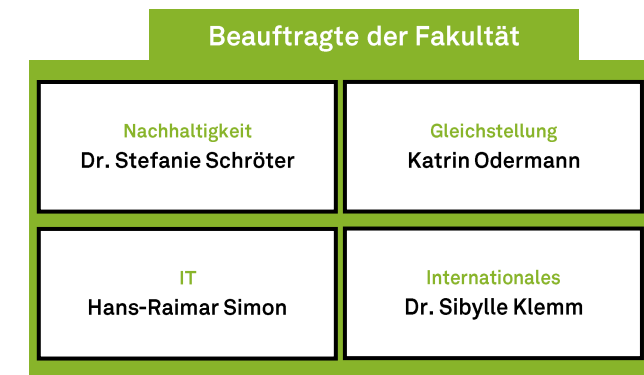 Beauftragte der Fakultät
Nachhaltigkeit
Dr. Stefanie Schröter
Gleichstellung
Katrin Odermann
IT
Hans-Raimar Simon
Internationales
Dr. Sibylle Klemm